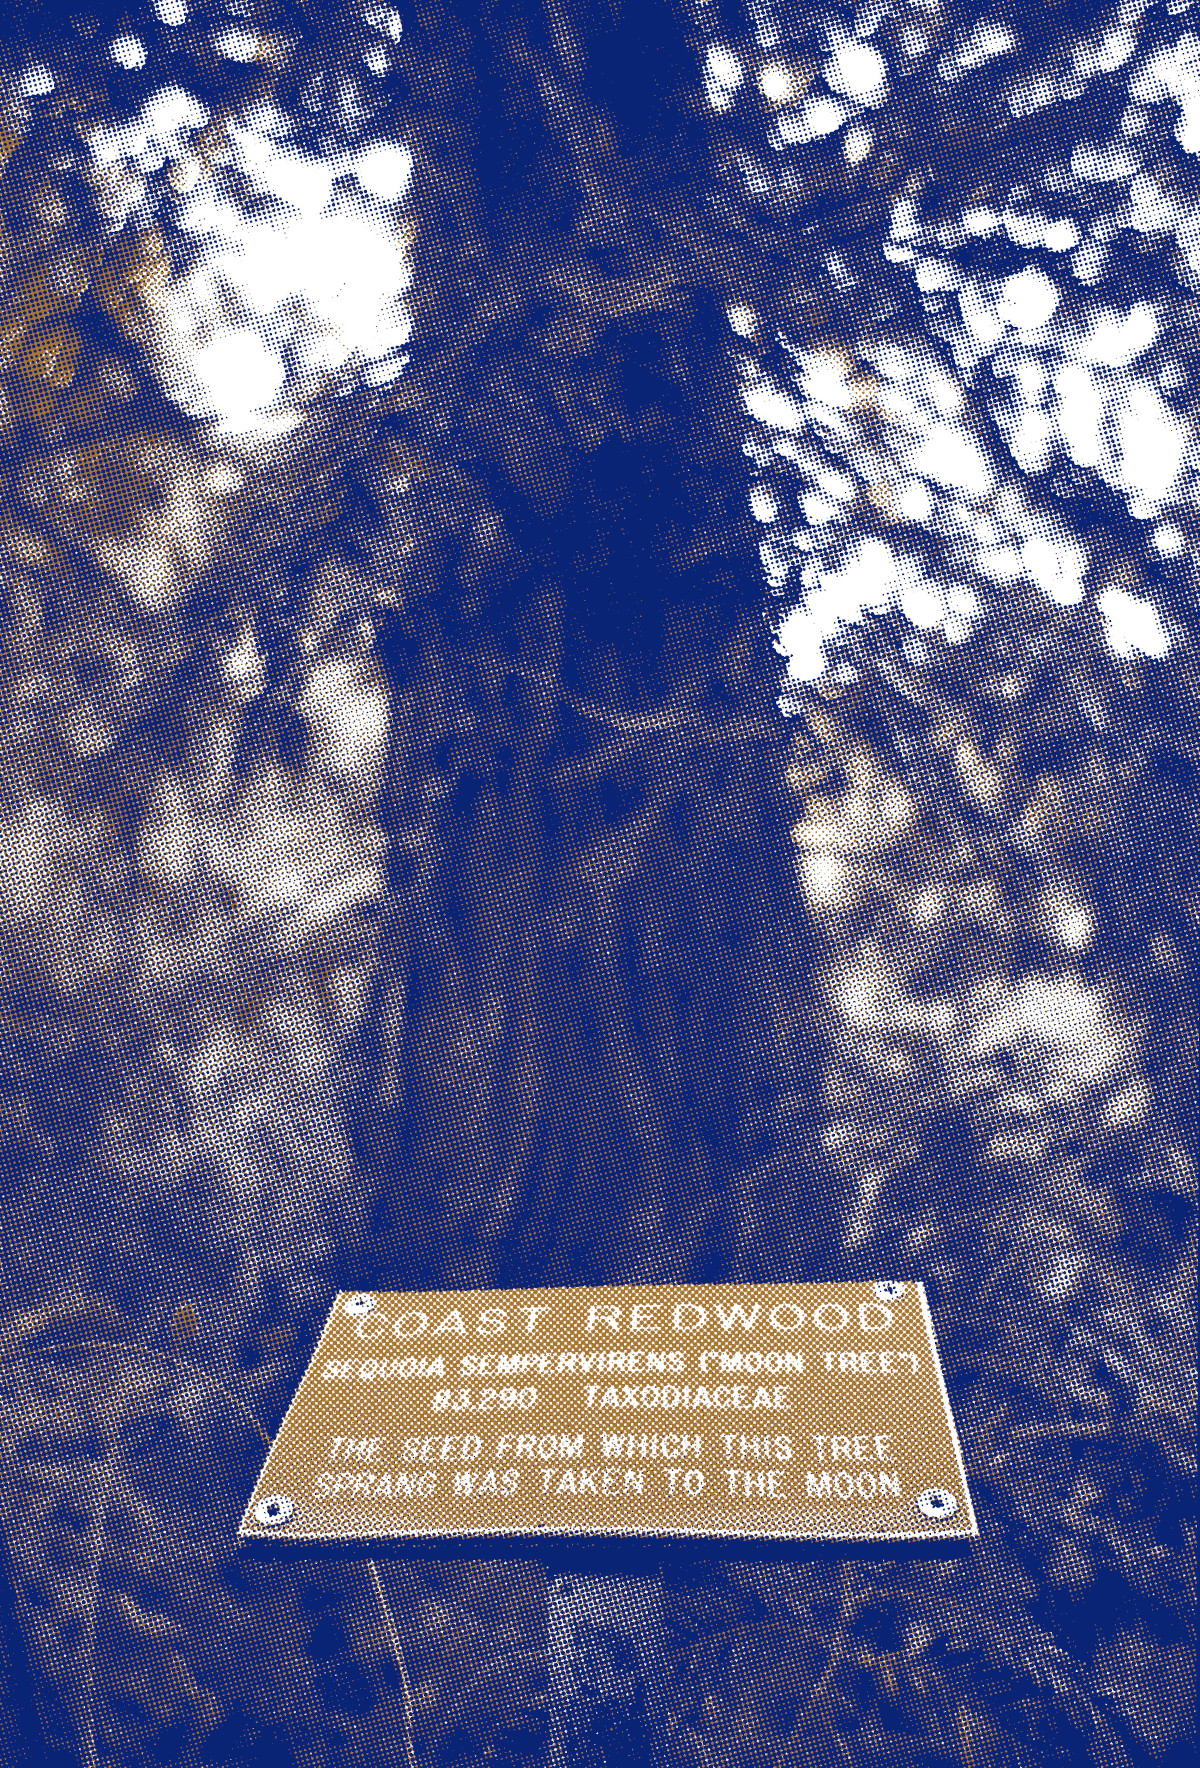 COAST REDWOOD
SEQUOIA SEMPERVIRENS ("MOON TREE")
83.290 TAXODIACEAE
THE SEED FROM WHICH THIS TREE
SPRANG WAS TAKEN TO THE MOON